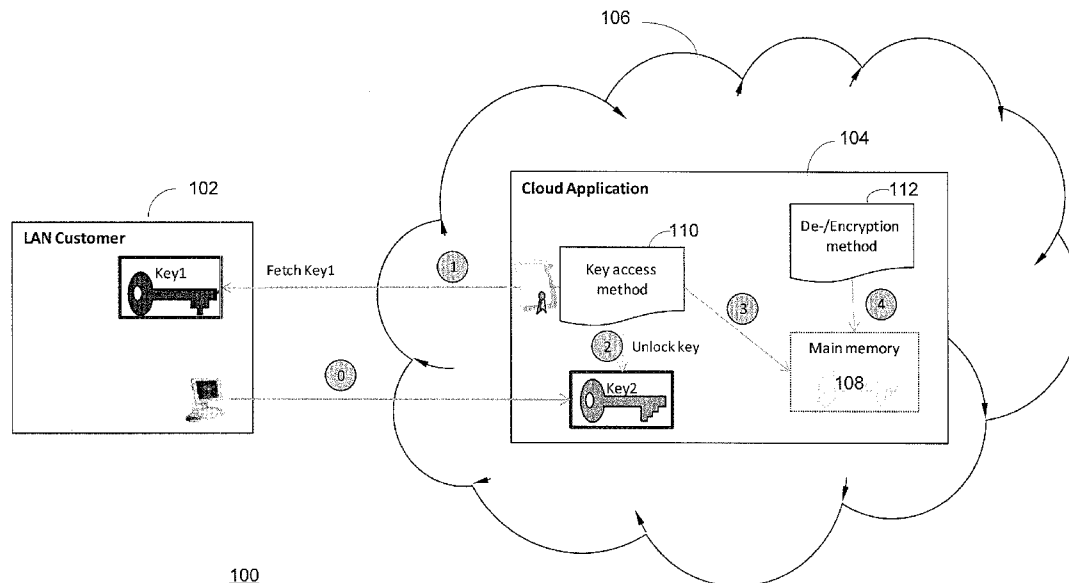 106
104
102
Cloud Application
112
LAN Customer
110
De-/Encryption
method
Key1
Fetch Key1
1
Key access
method
3
4
2
Unlock key
Main memory
0
Key2
108
100